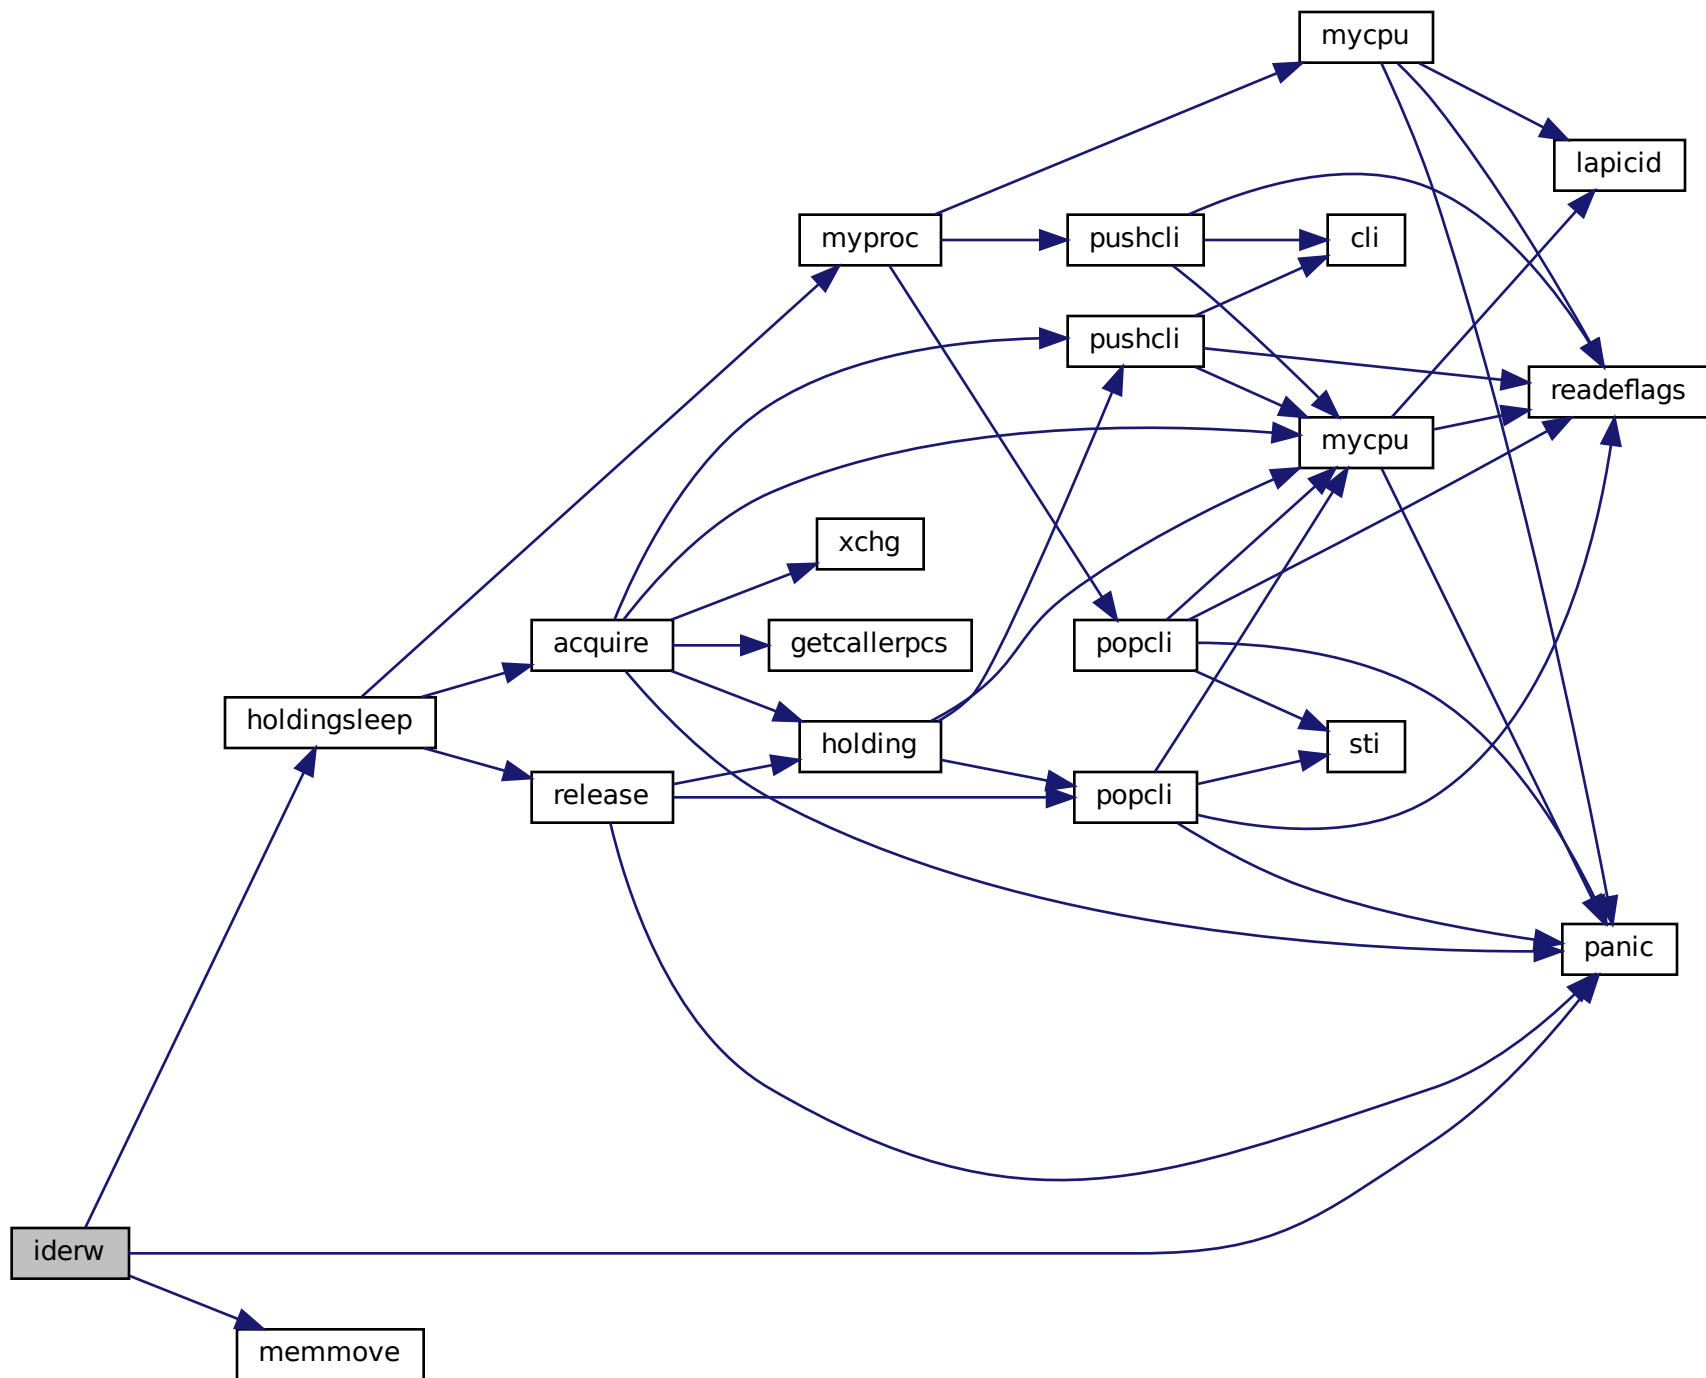 mycpu
lapicid
myproc
pushcli
cli
pushcli
readeflags
mycpu
xchg
acquire
getcallerpcs
popcli
holdingsleep
holding
sti
release
popcli
panic
iderw
memmove